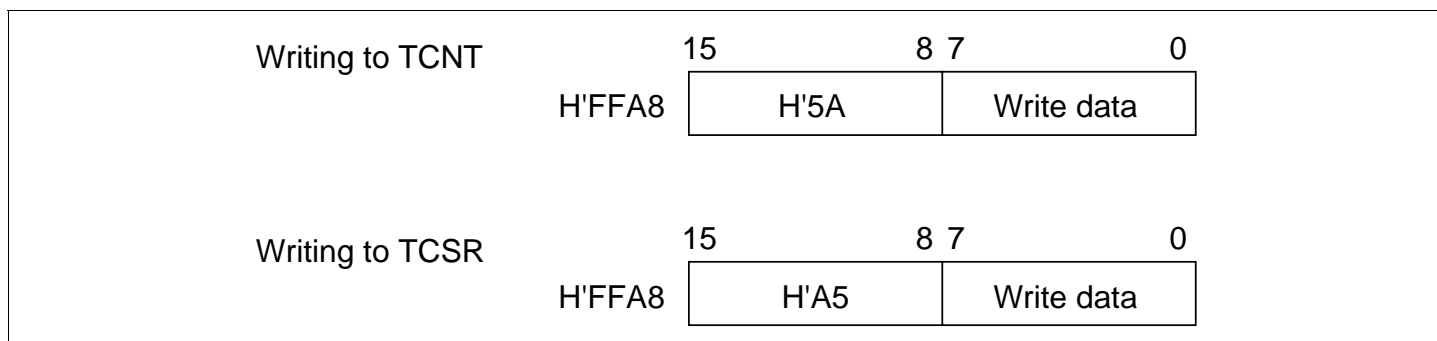 Writing to TCNT
15 8 7 0
H'FFA8 H'5A Write data
Writing to TCSR
15 8 7 0
H'FFA8 H'A5 Write data